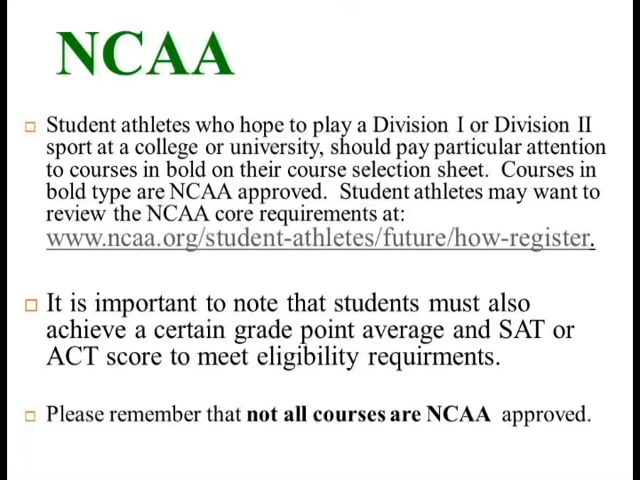 NCAA
Student athletes who hope to play a Division I or Division II
sport at a college or university, should pay particular attention
to courses in bold on their course selection sheet. Courses in
bold type are NCAA approved. Student athletes may want to
review the NCAA core requirements at:
www.ncaa.org/student-athletes/future/how-register.
It is important to note that students must also
achieve a certain grade point average and SAT or
ACT score to meet eligibility requirments.
Please remember that not all courses are NCAA approved.